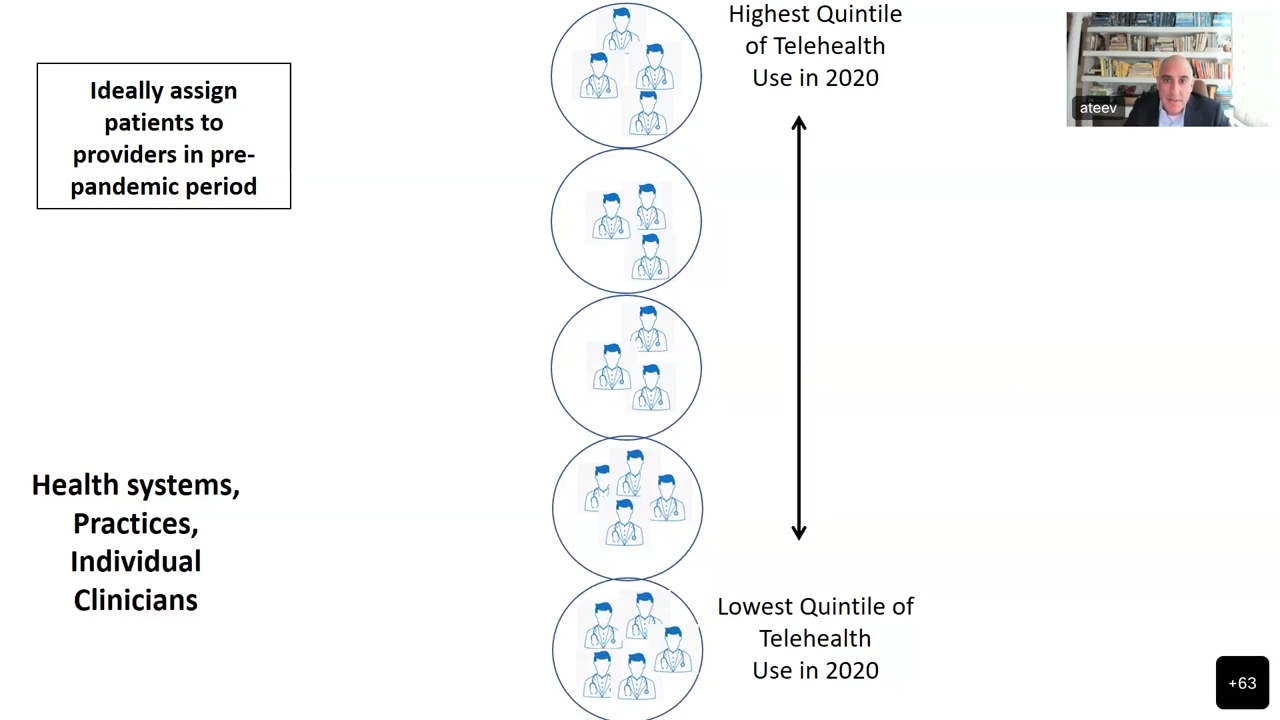 Ideally assign
patients to
providers in pre-
pandemic period
Health systems,
Practices,
Individual
Clinicians
Highest Quintile
of Telehealth
Use in 2020
Lowest Quintile of
Telehealth
Use in 2020
ateev
+63